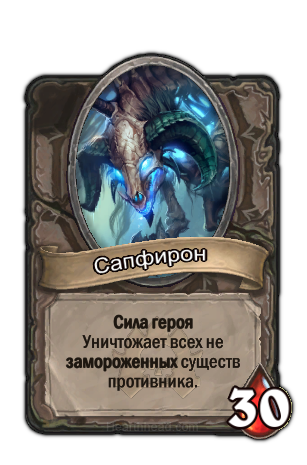 Сапфирон
Сила героя
Уничтожает всех не
замороженных существ
противника.
30